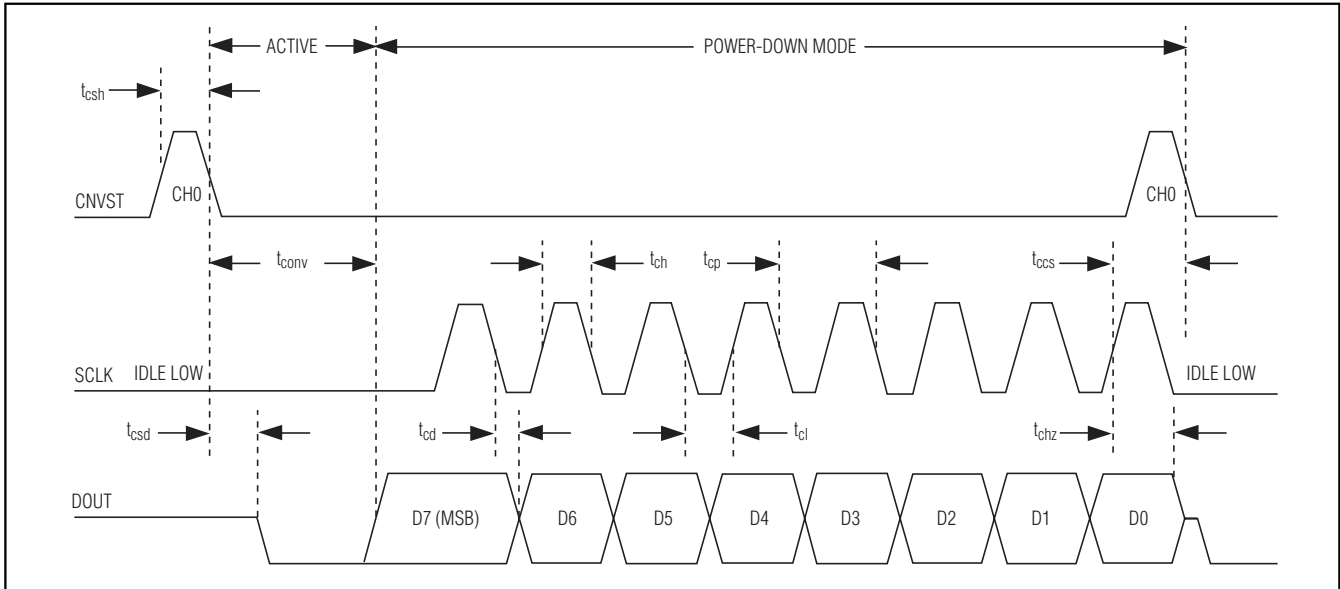 ACTIVE
POWER-DOWN MODE
tcsh
CNVST
CH0
CH0
tconv
tch
tcp
tccs
SCLK
IDLE LOW
IDLE LOW
tcsd
tcd
tcl
tchz
DOUT
D7 (MSB)
D6
D5
D4
D3
D2
D1
D0